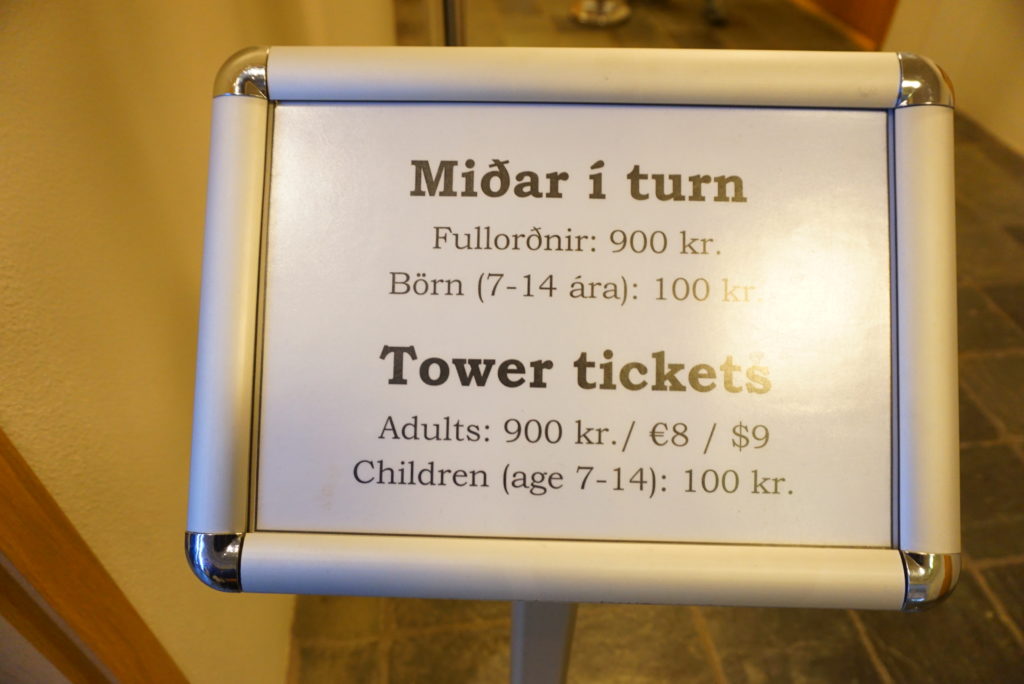 Miðar í turn
Fullorðnir: 900 kr.
Börn (7-14 ára): 100 kr.
Tower tickets
Adults: 900 kr./ €8 / $9
Children (age 7-14): 100 kr.